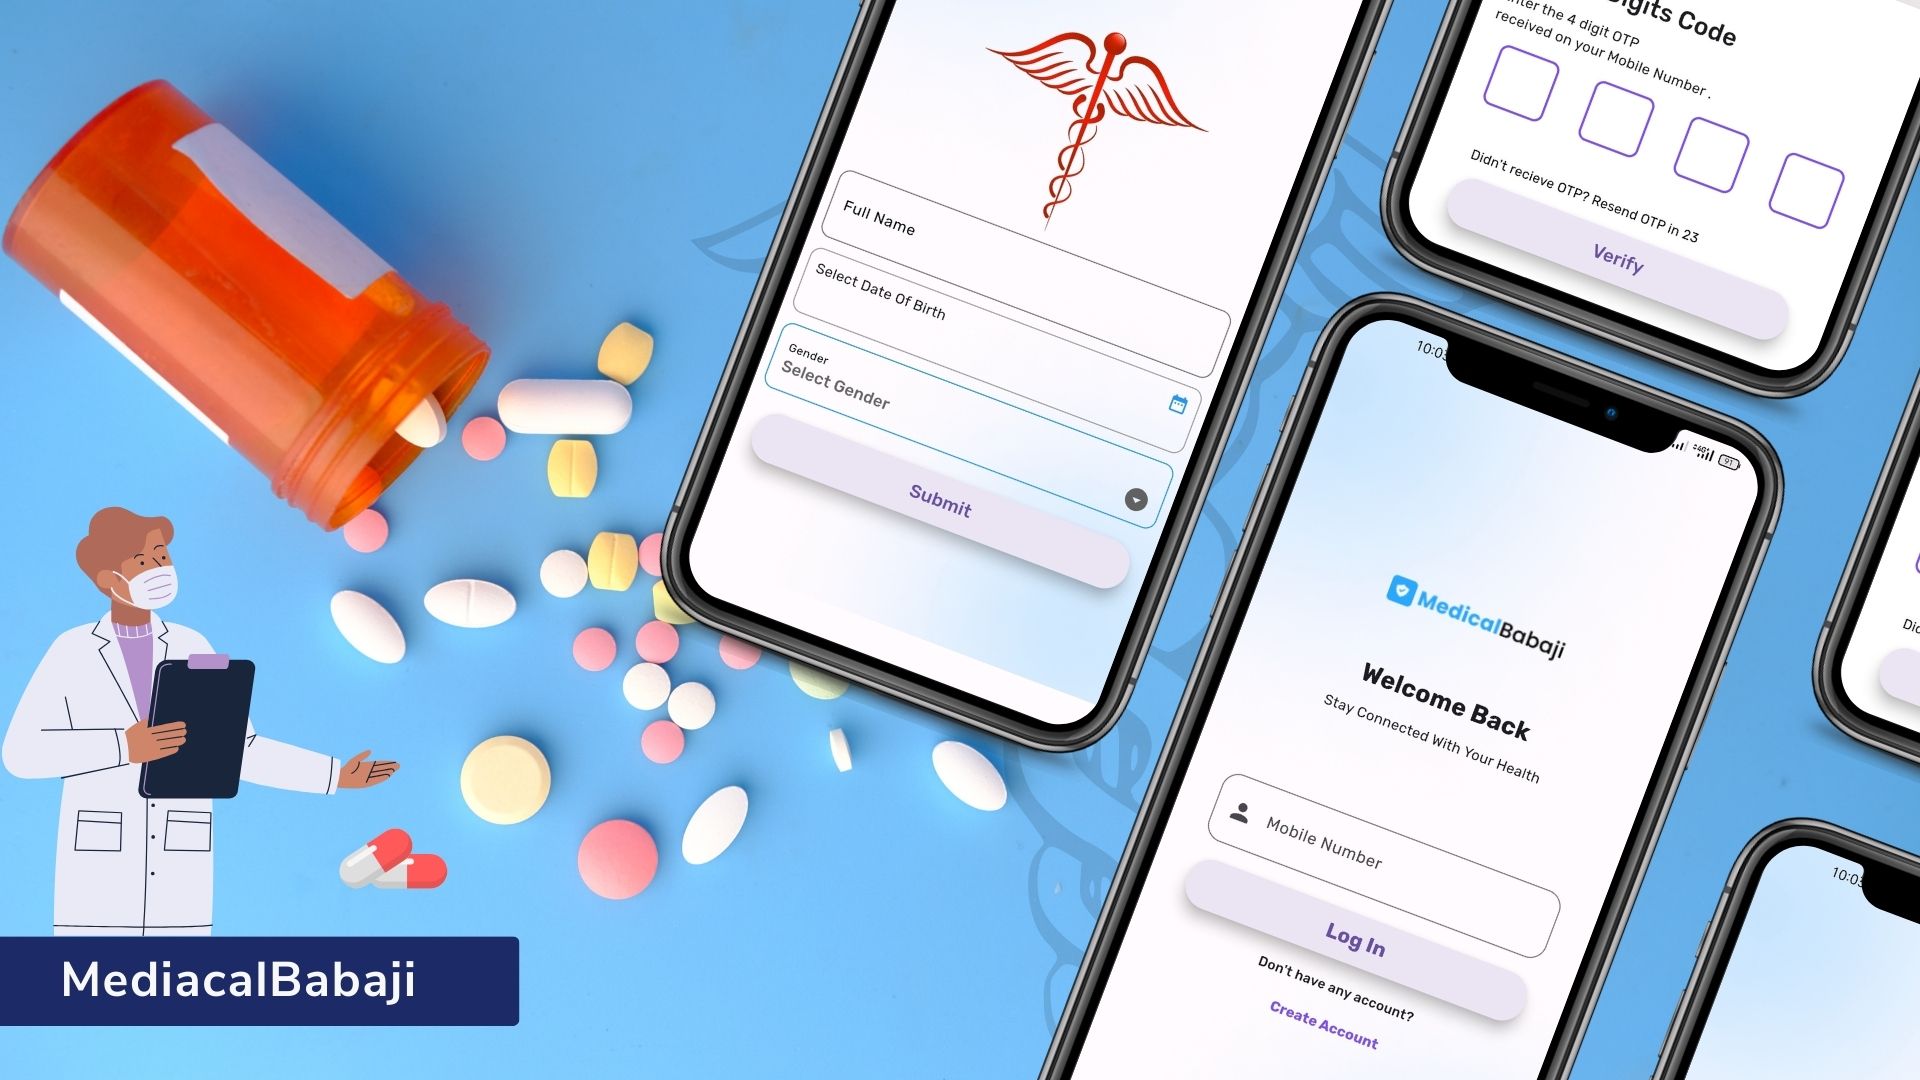 Digits Code
Enter the 4 digit OTP
received on your Mobile Number .
Didn't recieve OTP? Resend OTP in 23
Verify
Full Name
Select Date Of Birth
Gender
Select Gender
Submit
10:03
4G+
91
MedicalBabaji
Welcome Back
Stay Connected With Your Health
Mobile Number
Log In
Don't have any account?
Create Account
10:03
MediacalBabaji